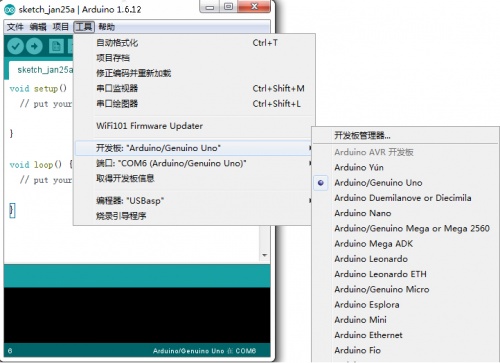 sketch_jan25a | Arduino 1.6.12
文件 编辑 项目 工具 帮助
sketch_jan25a
void setup()
// put your
}
void loop() {
// put your
}
自动格式化 Ctrl+T
项目存档
修正编码并重新加载
串口监视器 Ctrl+Shift+M
串口绘图器 Ctrl+Shift+L
WiFi101 Firmware Updater
开发板: "Arduino/Genuino Uno"
端口: "COM6 (Arduino/Genuino Uno)"
取得开发板信息
编程器: "USBasp"
烧录引导程序
开发板管理器...
Arduino AVR 开发板
Arduino Yún
Arduino/Genuino Uno
Arduino Duemilanove or Diecimila
Arduino Nano
Arduino/Genuino Mega or Mega 2560
Arduino Mega ADK
Arduino Leonardo
Arduino Leonardo ETH
Arduino/Genuino Micro
Arduino Esplora
Arduino Mini
Arduino Ethernet
Arduino Fio
6 Arduino/Genuino Uno 在 COM6